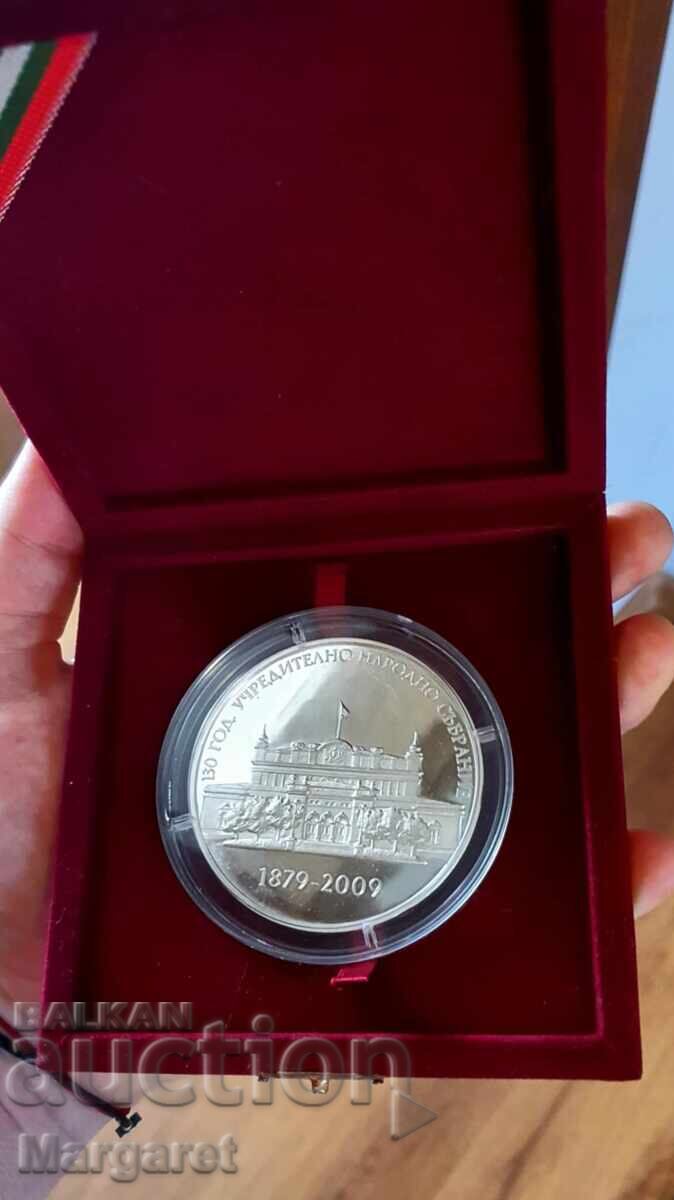 130 ГОД. УЧРЕДИТЕЛНО НАРОДНО СЪБРАНИЕ
1879-2009
BALKAN
auction
Margaret